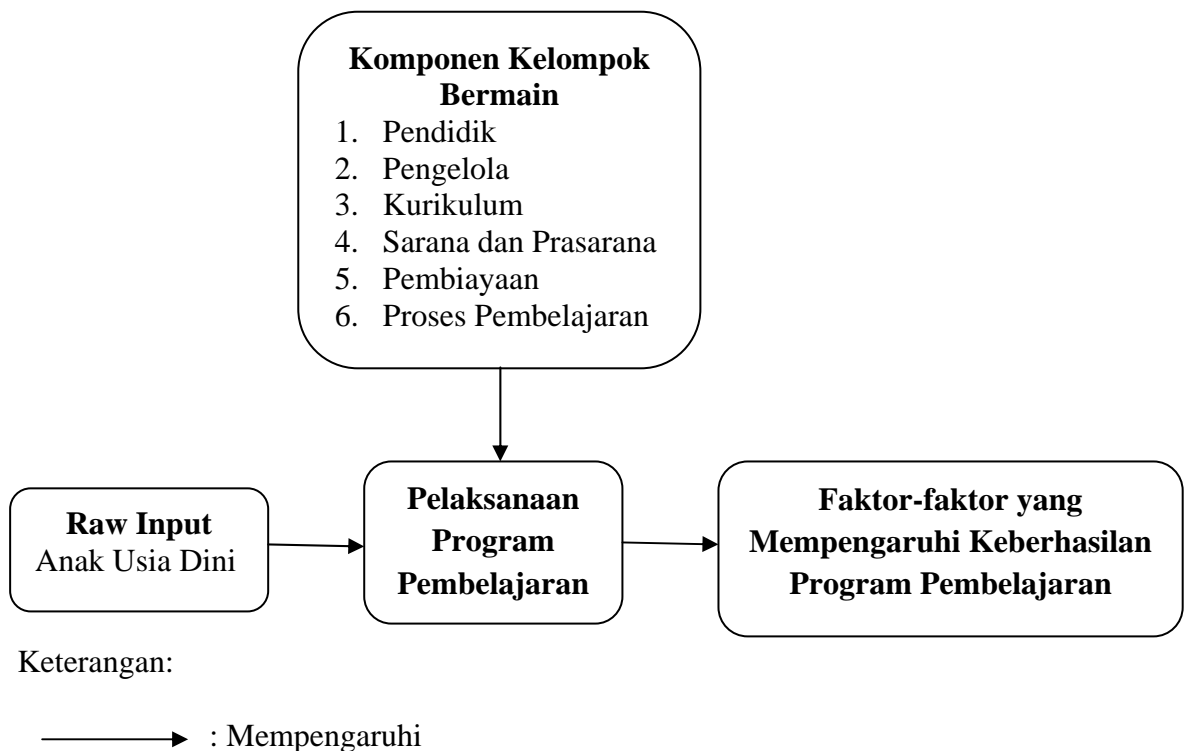 Komponen Kelompok
Bermain
1. Pendidik
2. Pengelola
3. Kurikulum
4. Sarana dan Prasarana
5. Pembiayaan
6. Proses Pembelajaran
Raw Input
Anak Usia Dini
Pelaksanaan
Program
Pembelajaran
Faktor-faktor yang
Mempengaruhi Keberhasilan
Program Pembelajaran
Keterangan:
: Mempengaruhi